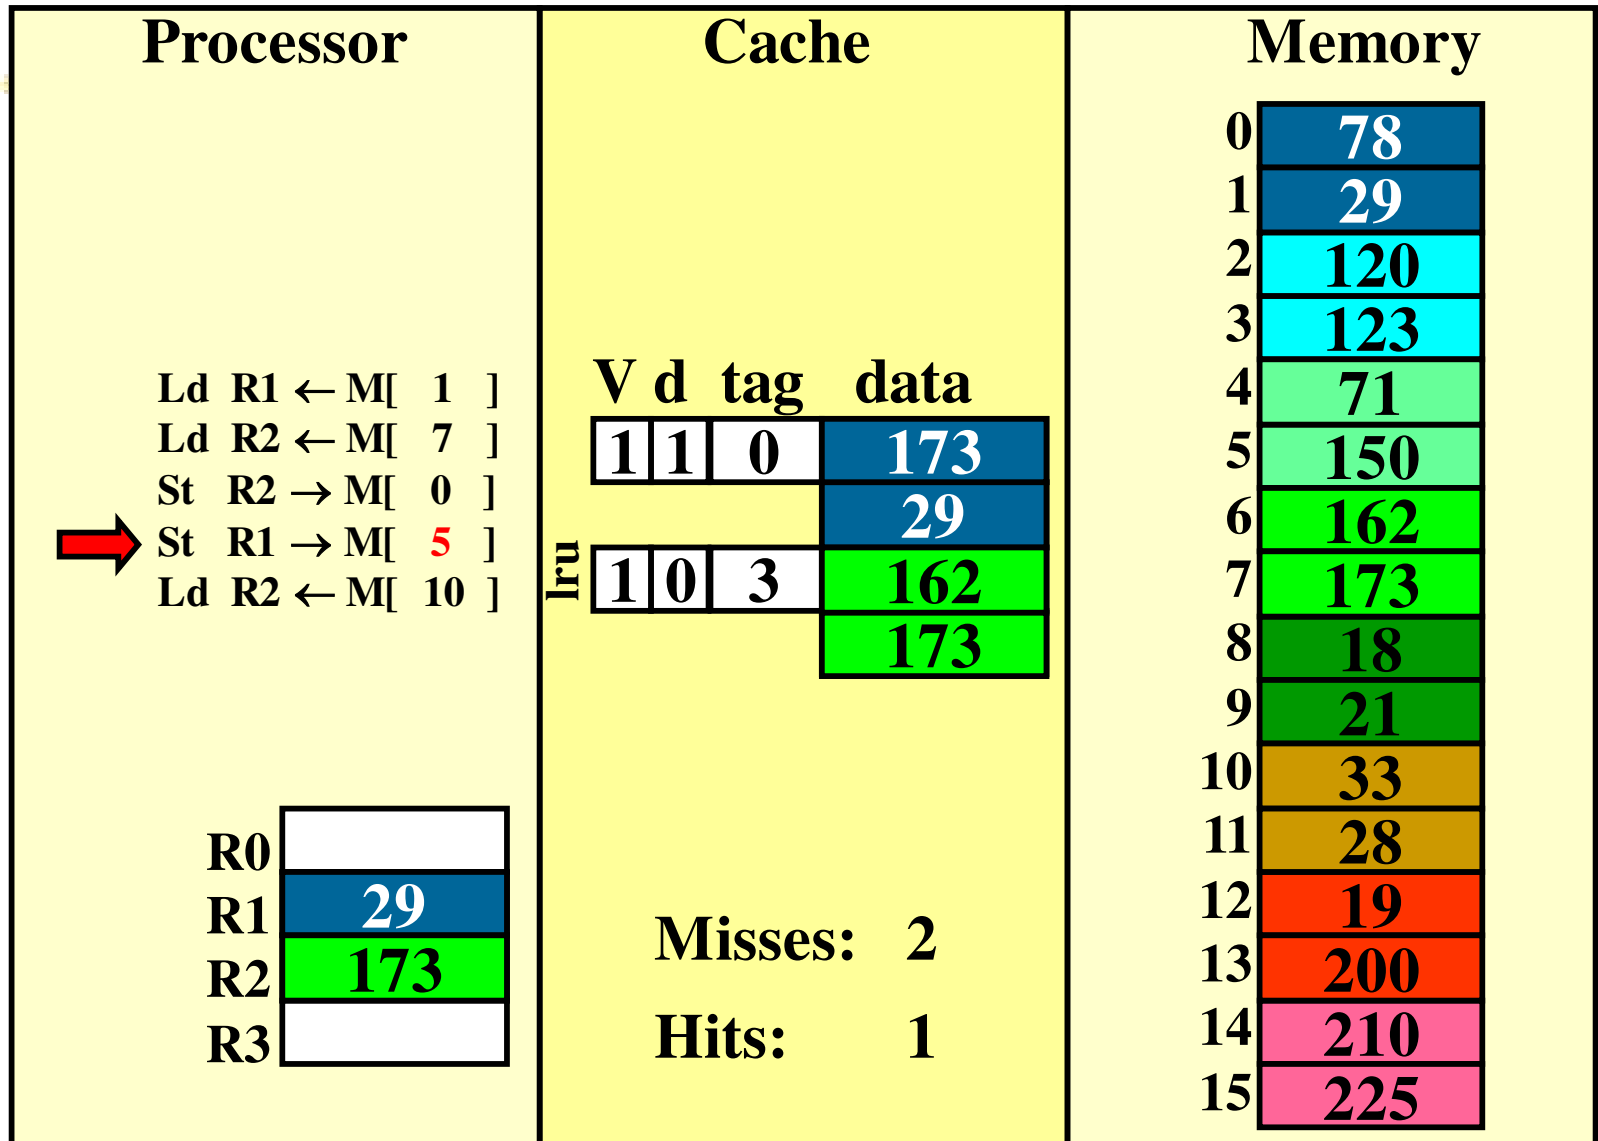 Processor
Cache
Memory
Ld R1 ← M[ 1 ]
Ld R2 ← M[ 7 ]
St R2 → M[ 0 ]
St R1 → M[ 5 ]
Ld R2 ← M[ 10 ]
R0
R1 29
R2 173
R3
V d tag data
1 1 0 173
29
lru
1 0 3 162
173
Misses: 2
Hits: 1
0 78
1 29
2 120
3 123
4 71
5 150
6 162
7 173
8 18
9 21
10 33
11 28
12 19
13 200
14 210
15 225